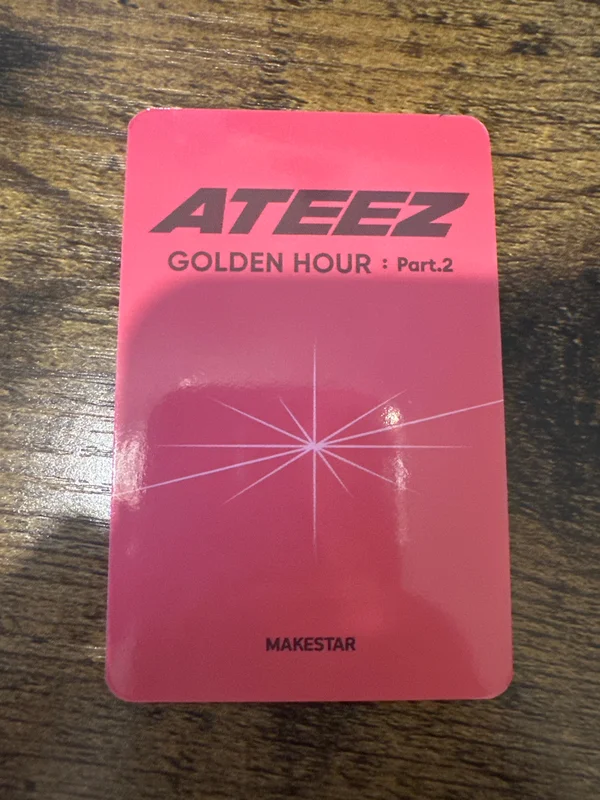 ATEEZ
GOLDEN HOUR : Part.2
MAKESTAR